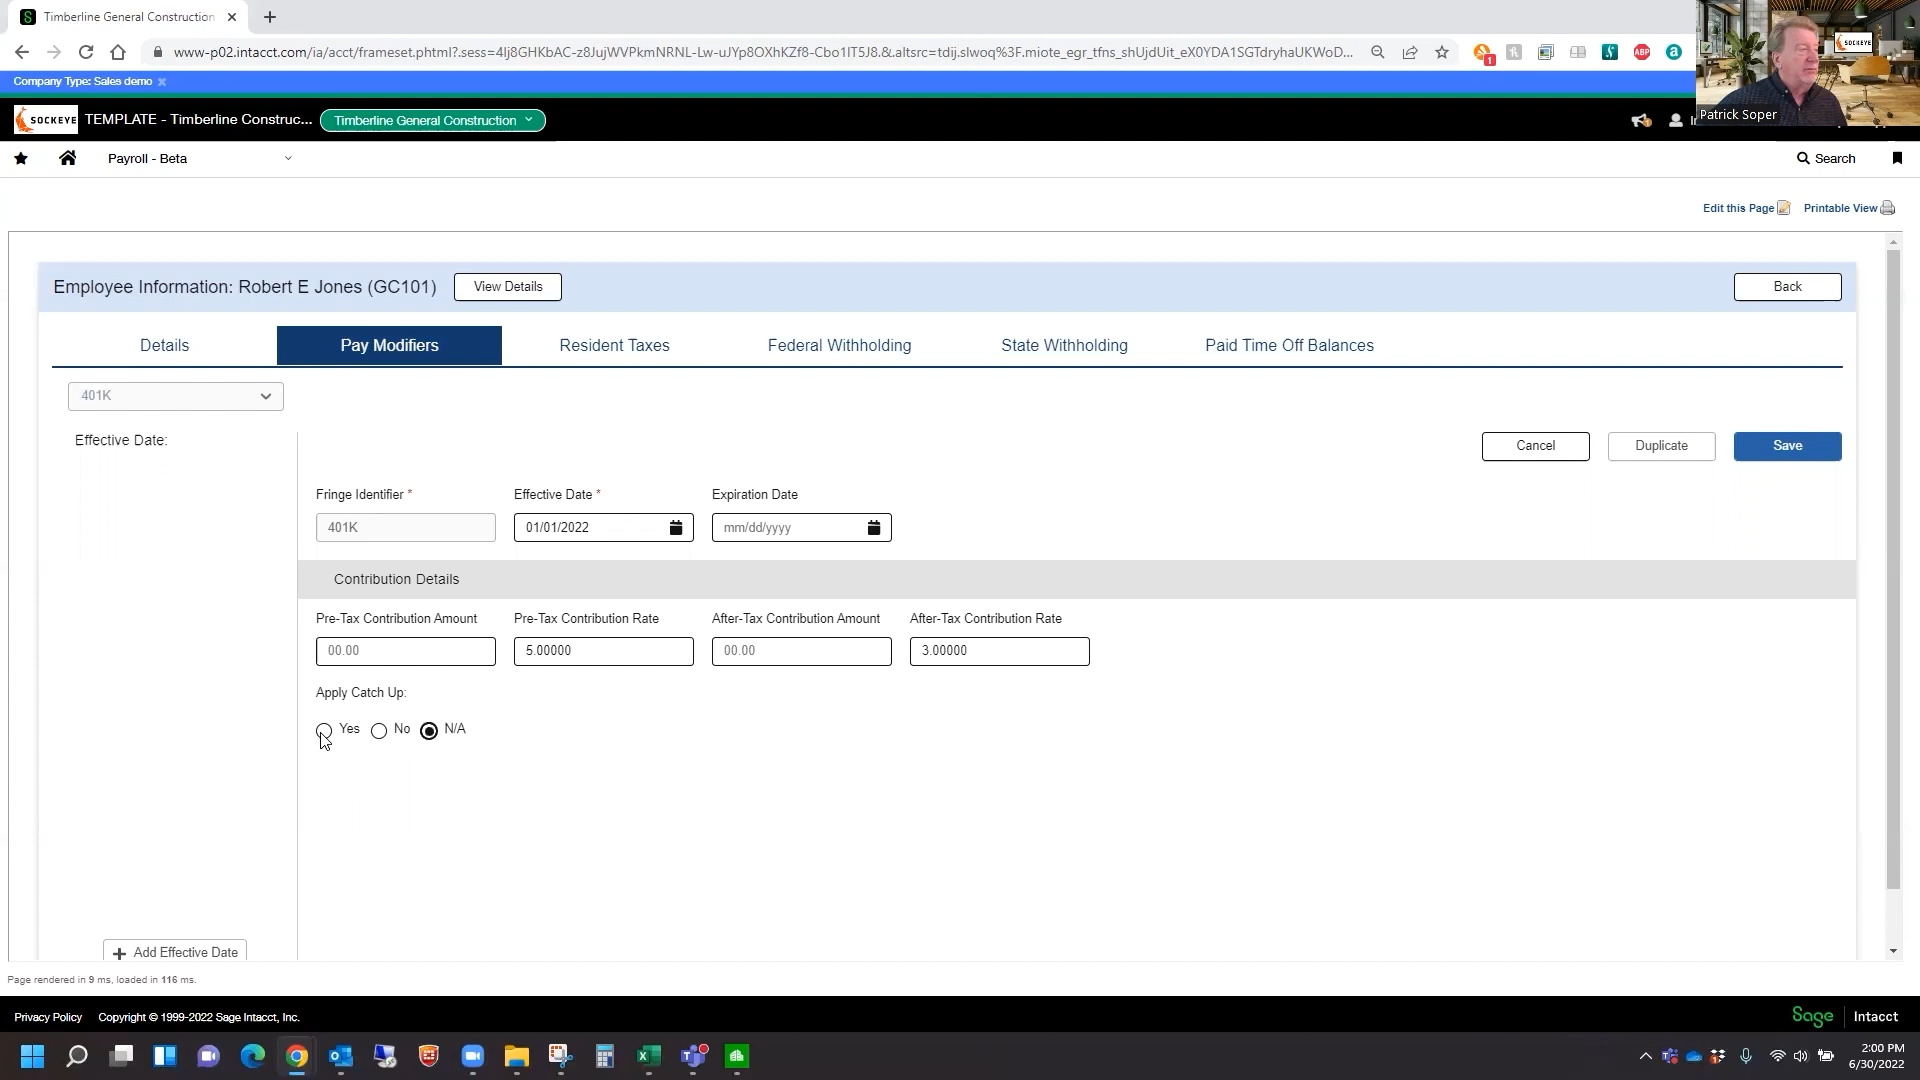 Timberline General Construction
www-p02.intacct.com/ia/acct/frameset.phtml?.sess=4Ij8GHKbAC-z8JujWVPkmNRNL-Lw-uJYp8OXhKZf8-Cbo1IT5J8.&.altsrc=tdij.slwoq%3F.miote_egr_tfns_shUjdUit_eX0YDA1SGTdryhaUKWoD...
1
ABP
a
SOCKEYE
Company Type: Sales demo
SOCKEYE
TEMPLATE - Timberline Construc...
Timberline General Construction
Patrick Soper
Payroll - Beta
Search
Edit this Page
Printable View
Employee Information: Robert E Jones (GC101)
View Details
Back
Details
Pay Modifiers
Resident Taxes
Federal Withholding
State Withholding
Paid Time Off Balances
401K
Effective Date:
Cancel
Duplicate
Save
Fringe Identifier *
Effective Date *
Expiration Date
401K
01/01/2022
mm/dd/yyyy
Contribution Details
Pre-Tax Contribution Amount
Pre-Tax Contribution Rate
After-Tax Contribution Amount
After-Tax Contribution Rate
00.00
5.00000
00.00
3.00000
Apply Catch Up:
Yes
No
N/A
+ Add Effective Date
Page rendered in 9 ms, loaded in 116 ms.
Privacy Policy
Copyright © 1999-2022 Sage Intacct, Inc.
Sage
Intacct
2:00 PM
6/30/2022